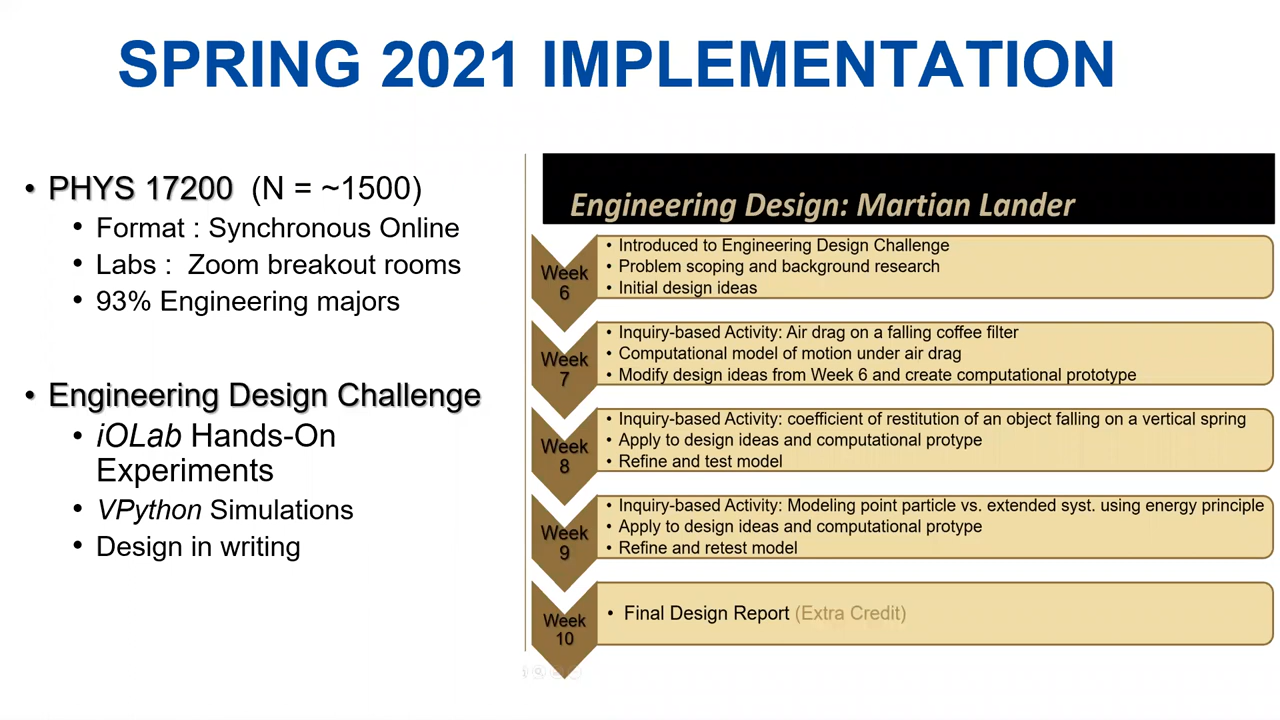 SPRING 2021 IMPLEMENTATION
• PHYS 17200 (N = ~1500)
• Format : Synchronous Online
• Labs : Zoom breakout rooms
• 93% Engineering majors
• Engineering Design Challenge
• iOLab Hands-On
Experiments
• VPython Simulations
• Design in writing
Engineering Design: Martian Lander
Week
6
• Introduced to Engineering Design Challenge
• Problem scoping and background research
• Initial design ideas
Week
7
• Inquiry-based Activity: Air drag on a falling coffee filter
• Computational model of motion under air drag
• Modify design ideas from Week 6 and create computational prototype
Week
8
• Inquiry-based Activity: coefficient of restitution of an object falling on a vertical spring
• Apply to design ideas and computational protype
• Refine and test model
Week
9
• Inquiry-based Activity: Modeling point particle vs. extended syst. using energy principle
• Apply to design ideas and computational protype
• Refine and retest model
Week
10
• Final Design Report (Extra Credit)